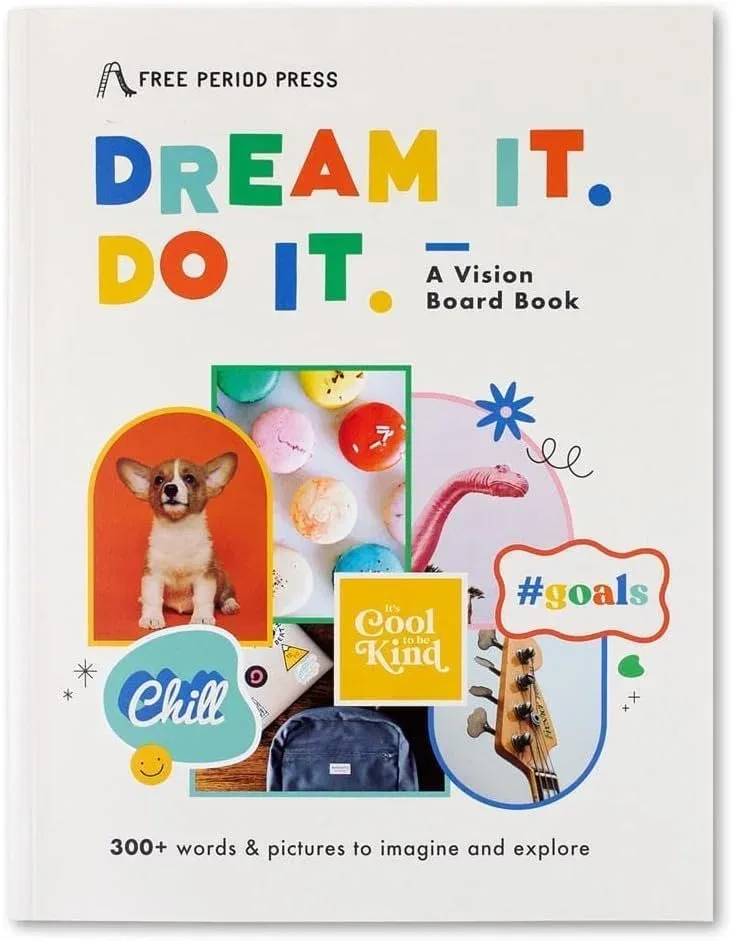 FREE PERIOD PRESS
DREAM IT.
DO IT.
A Vision
Board Book
#goals
It's
Cool
to be
Kind
Chill
300+ words & pictures to imagine and explore